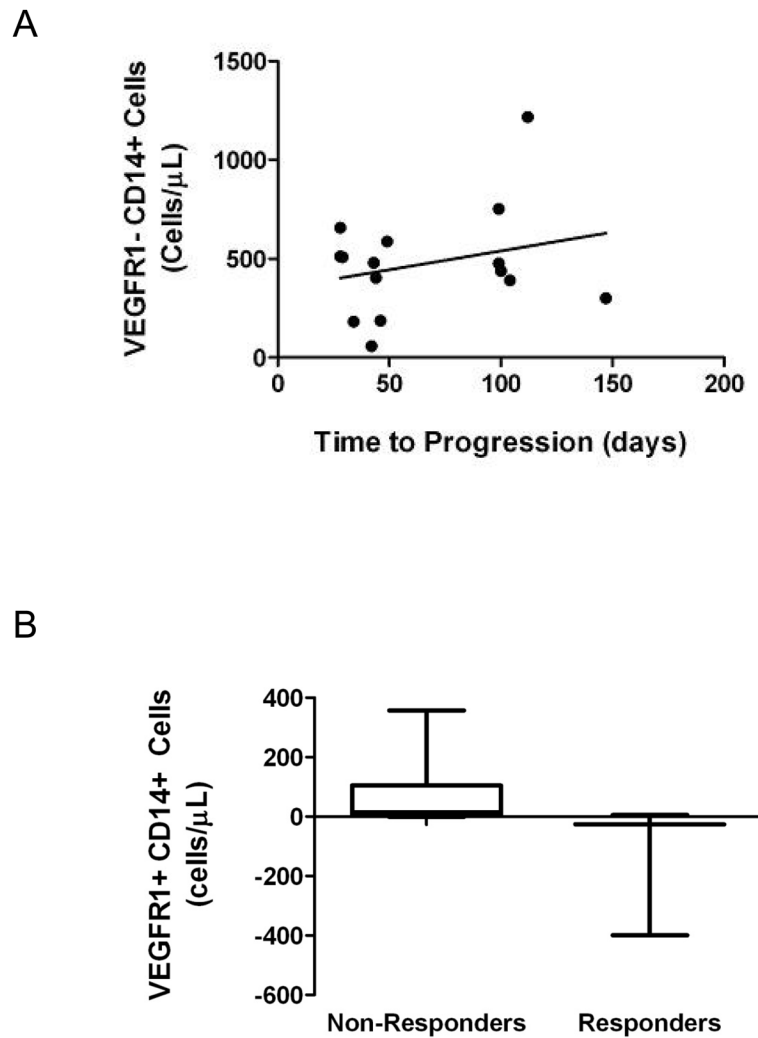 A
VEGFR1- CD14+ Cells
(Cells/μL)
1500
1000
500
0
0 50 100 150 200
Time to Progression (days)
B
VEGFR1+ CD14+ Cells
(cells/μL)
400
200
0
-200
-400
-600
Non-Responders Responders